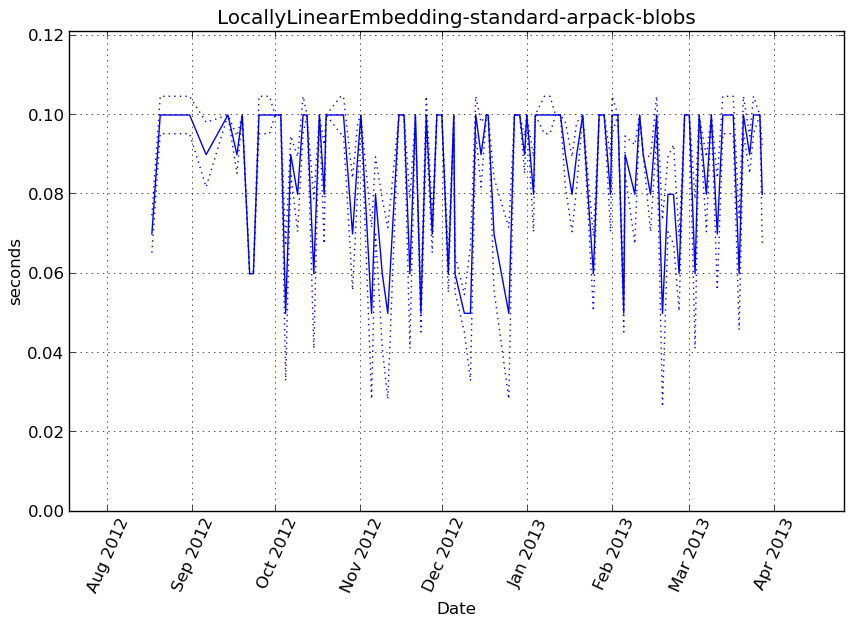 LocallyLinearEmbedding-standard-arpack-blobs
0.12
0.10
0.08
0.06
0.04
0.02
0.00
seconds
Aug 2012
Sep 2012
Oct 2012
Nov 2012
Dec 2012
Jan 2013
Feb 2013
Mar 2013
Apr 2013
Date